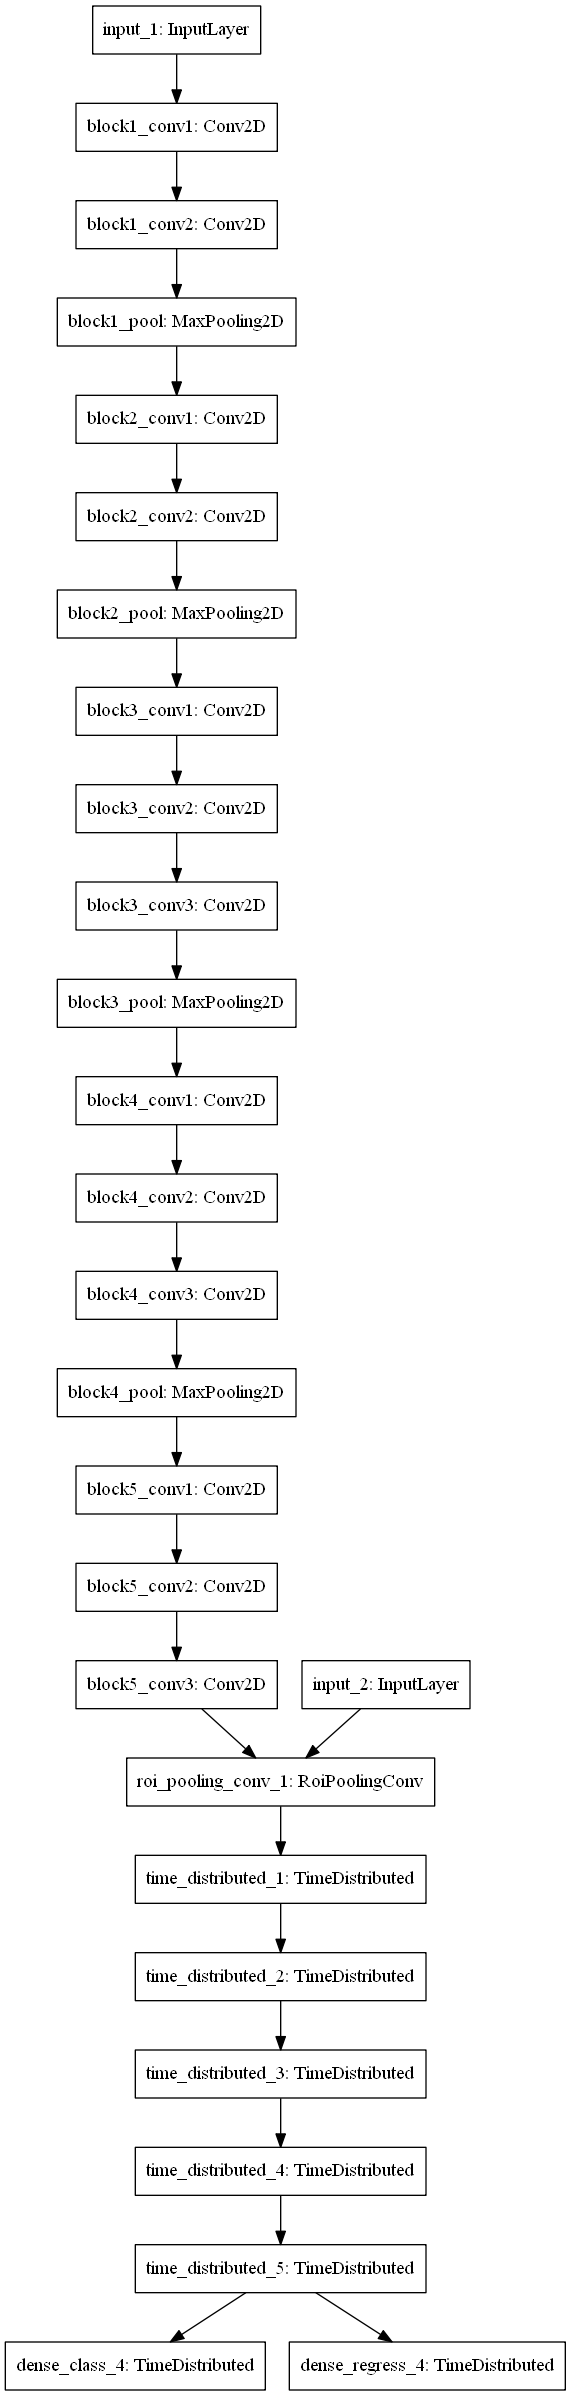 input_1: InputLayer
block1_conv1: Conv2D
block1_conv2: Conv2D
block1_pool: MaxPooling2D
block2_conv1: Conv2D
block2_conv2: Conv2D
block2_pool: MaxPooling2D
block3_conv1: Conv2D
block3_conv2: Conv2D
block3_conv3: Conv2D
block3_pool: MaxPooling2D
block4_conv1: Conv2D
block4_conv2: Conv2D
block4_conv3: Conv2D
block4_pool: MaxPooling2D
block5_conv1: Conv2D
block5_conv2: Conv2D
block5_conv3: Conv2D
input_2: InputLayer
roi_pooling_conv_1: RoiPoolingConv
time_distributed_1: TimeDistributed
time_distributed_2: TimeDistributed
time_distributed_3: TimeDistributed
time_distributed_4: TimeDistributed
time_distributed_5: TimeDistributed
dense_class_4: TimeDistributed
dense_regress_4: TimeDistributed